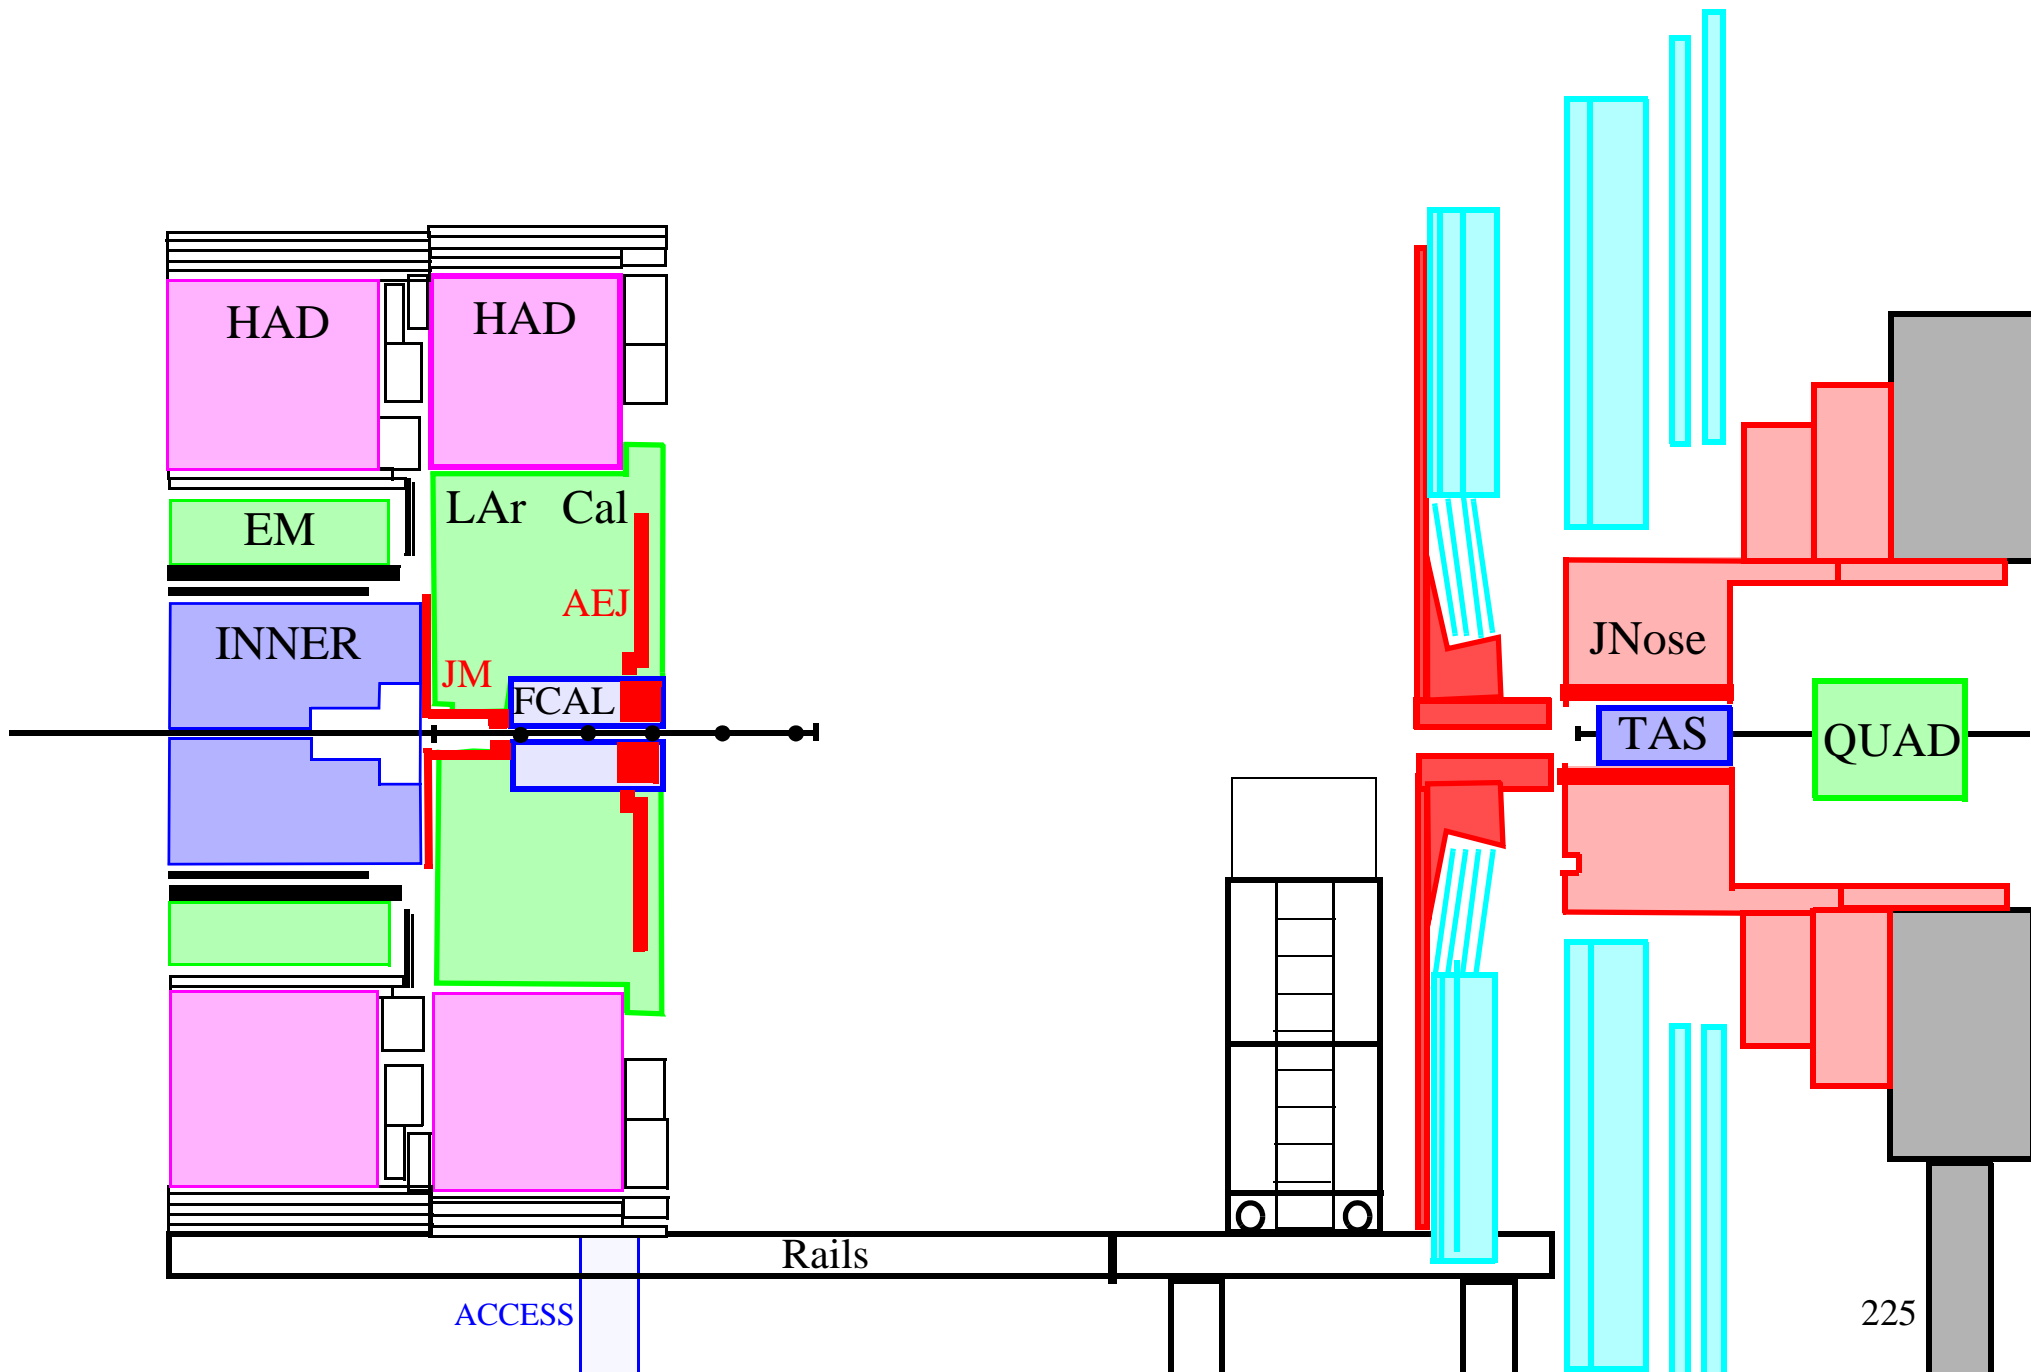 HAD
HAD
LAr Cal
EM
AEJ
INNER
JNose
JM
FCAL
TAS
QUAD
Rails
ACCESS
225